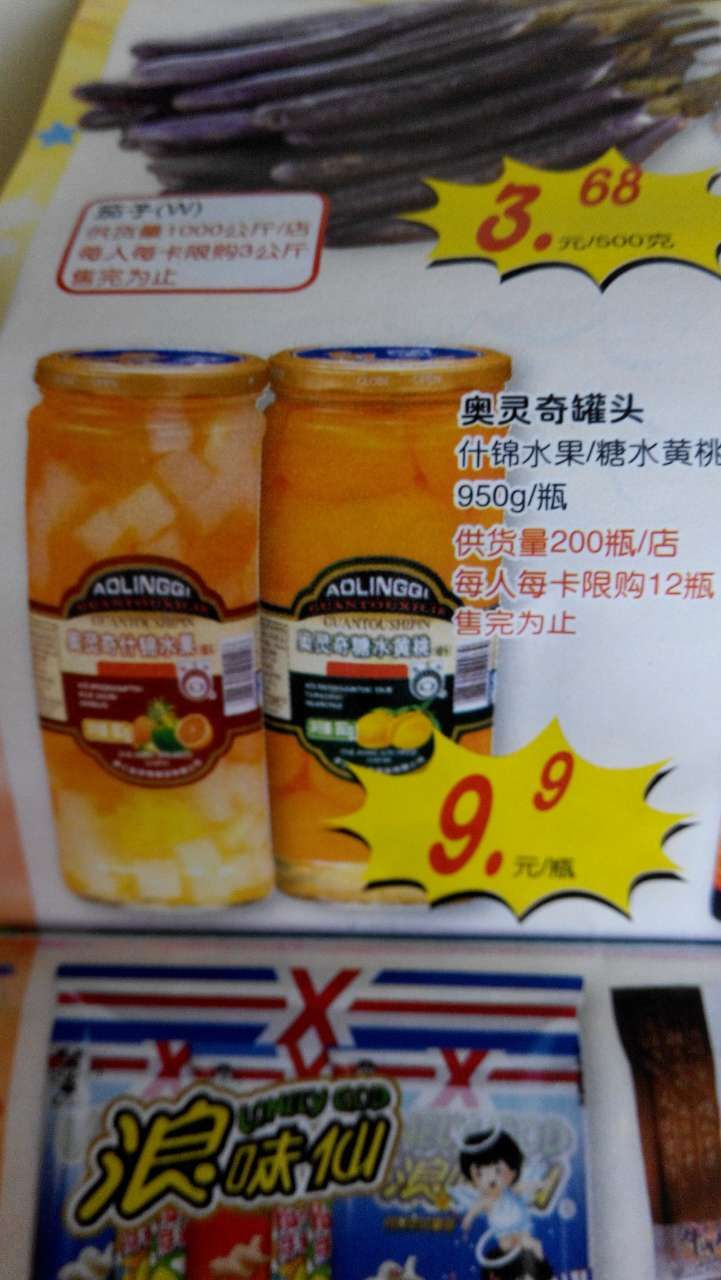 茄子(W)
供货量1000公斤/店
每人每卡限购3公斤
售完为止
3.68
元/500克
奥灵奇罐头
什锦水果/糖水黄桃
950g/瓶
供货量200瓶/店
每人每卡限购12瓶
售完为止
AOLINGQI
GUANTOUSHIPIN
奥灵奇什锦水果
AOLINGQI
GUANTOUSHIPIN
奥灵奇糖水黄桃
9.9
元/瓶
LONELY GOD
浪味仙